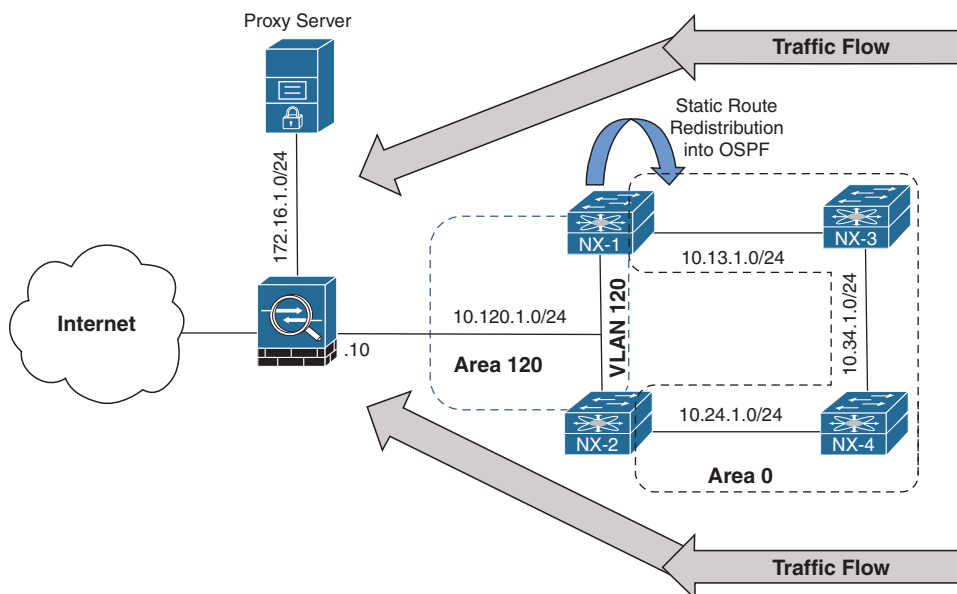 Proxy Server
Traffic Flow
Static Route
Redistribution
into OSPF
172.16.1.0/24
NX-1
NX-3
10.13.1.0/24
Internet
10.120.1.0/24
VLAN 120
10.34.1.0/24
.10
Area 120
10.24.1.0/24
NX-2
NX-4
Area 0
Traffic Flow